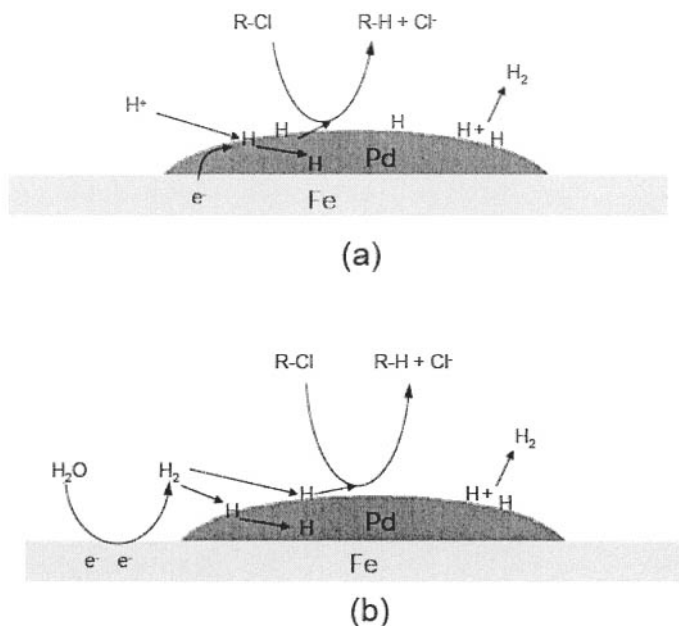 R-Cl R-H + Cl-
H2
H+
H H H H + H
H Pd
e-
Fe
(a)
R-Cl R-H + Cl-
H2
H2O H2
H H + H
H H Pd
e- e-
Fe
(b)